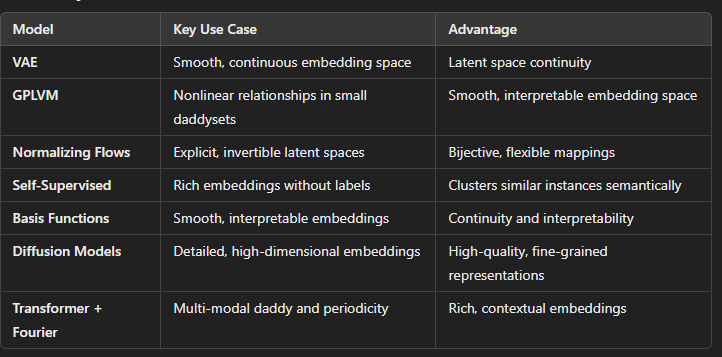 Model Key Use Case Advantage
VAE Smooth, continuous embedding space Latent space continuity
GPLVM Nonlinear relationships in small Smooth, interpretable embedding space
daddysets
Normalizing Flows Explicit, invertible latent spaces Bijective, flexible mappings
Self-Supervised Rich embeddings without labels Clusters similar instances semantically
Basis Functions Smooth, interpretable embeddings Continuity and interpretability
Diffusion Models Detailed, high-dimensional embeddings High-quality, fine-grained
representations
Transformer + Multi-modal daddy and periodicity Rich, contextual embeddings
Fourier